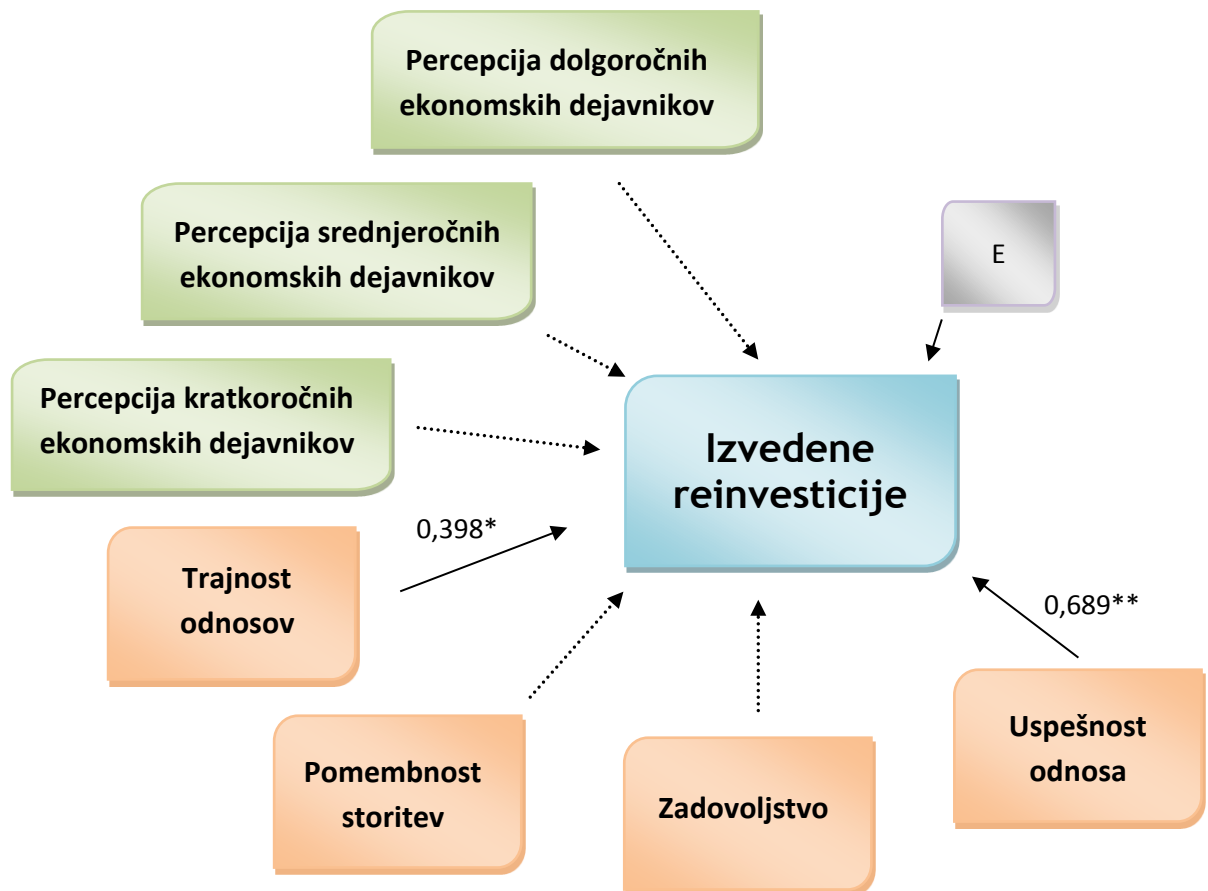 Percepcija dolgoročnih
ekonomskih dejavnikov
Percepcija srednjeročnih
ekonomskih dejavnikov
E
Percepcija kratkoročnih
ekonomskih dejavnikov
Izvedene
reinvesticije
0,398*
Trajnost
odnosov
0,689**
Pomembnost
storitev
Zadovoljstvo
Uspešnost
odnosa